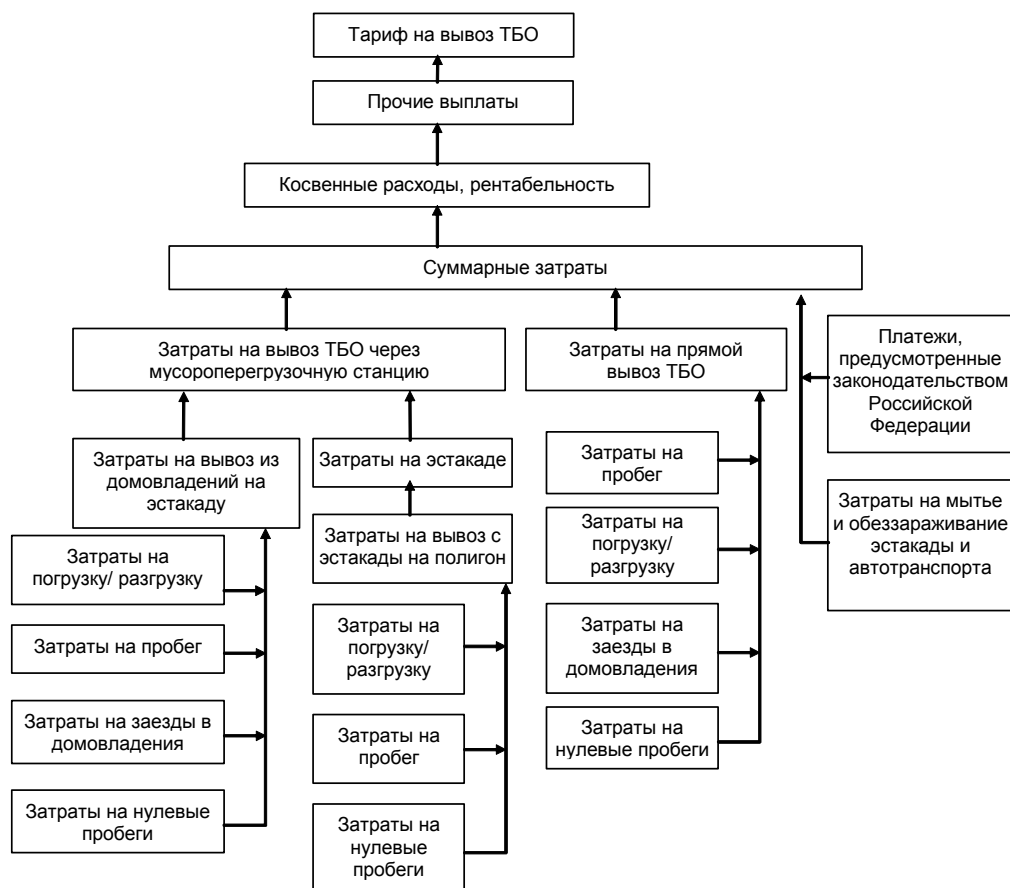 Тариф на вывоз ТБО
Прочие выплаты
Косвенные расходы, рентабельность
Суммарные затраты
Затраты на вывоз ТБО через
мусороперегрузочную станцию
Затраты на прямой
вывоз ТБО
Платежи,
предусмотренные
законодательством
Российской
Федерации
Затраты на вывоз из
домовладений на
эстакаду
Затраты на эстакаде
Затраты на
пробег
Затраты на мытье
и обеззараживание
эстакады и
автотранспорта
Затраты на вывоз с
эстакады на полигон
Затраты на
погрузку/
разгрузку
Затраты на
погрузку/ разгрузку
Затраты на пробег
Затраты на заезды в
домовладения
Затраты на нулевые
пробеги
Затраты на
погрузку/
разгрузку
Затраты на
пробег
Затраты на
нулевые
пробеги
Затраты на
заезды в
домовладения
Затраты на
нулевые пробеги